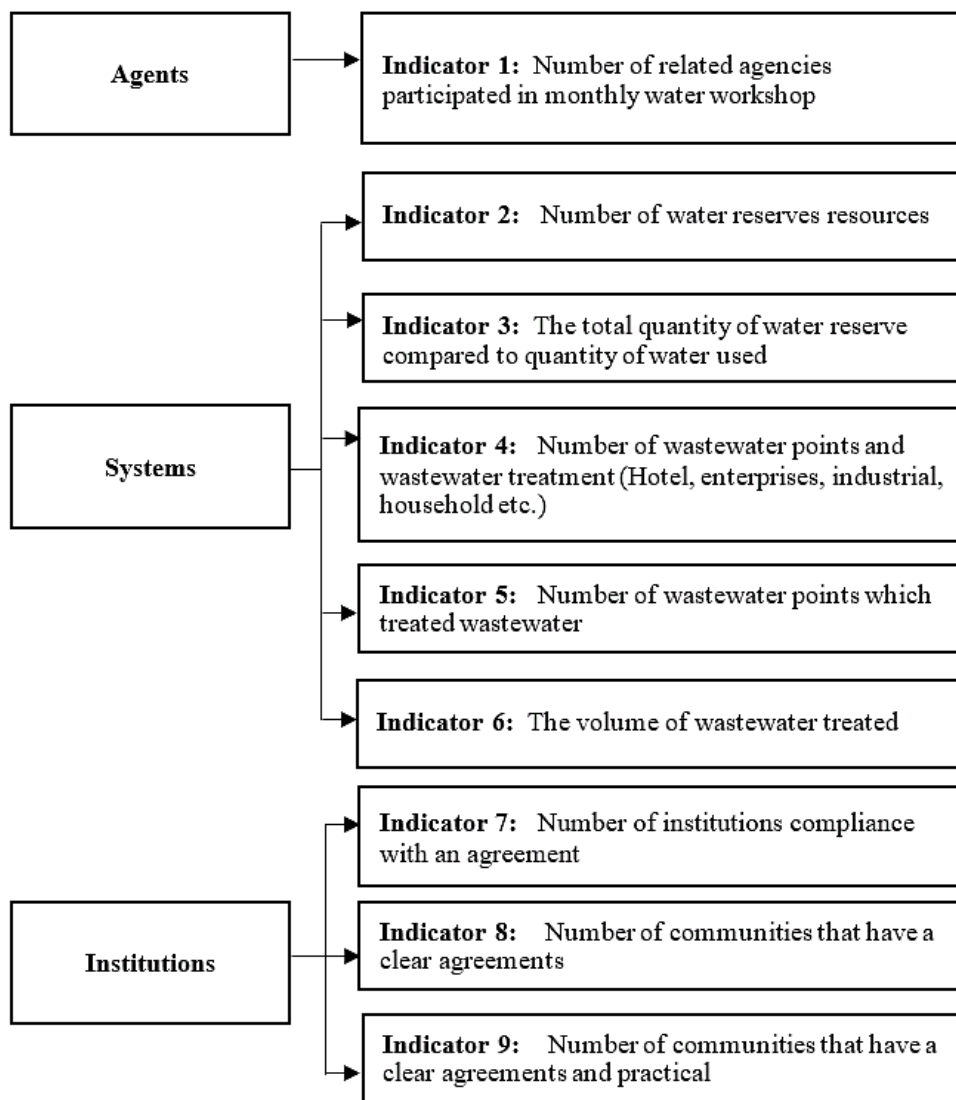 Agents
Indicator 1: Number of related agencies
participated in monthly water workshop
Indicator 2: Number of water reserves resources
Indicator 3: The total quantity of water reserve
compared to quantity of water used
Systems
Indicator 4: Number of wastewater points and
wastewater treatment (Hotel, enterprises, industrial,
household etc.)
Indicator 5: Number of wastewater points which
treated wastewater
Indicator 6: The volume of wastewater treated
Indicator 7: Number of institutions compliance
with an agreement
Institutions
Indicator 8: Number of communities that have a
clear agreements
Indicator 9: Number of communities that have a
clear agreements and practical